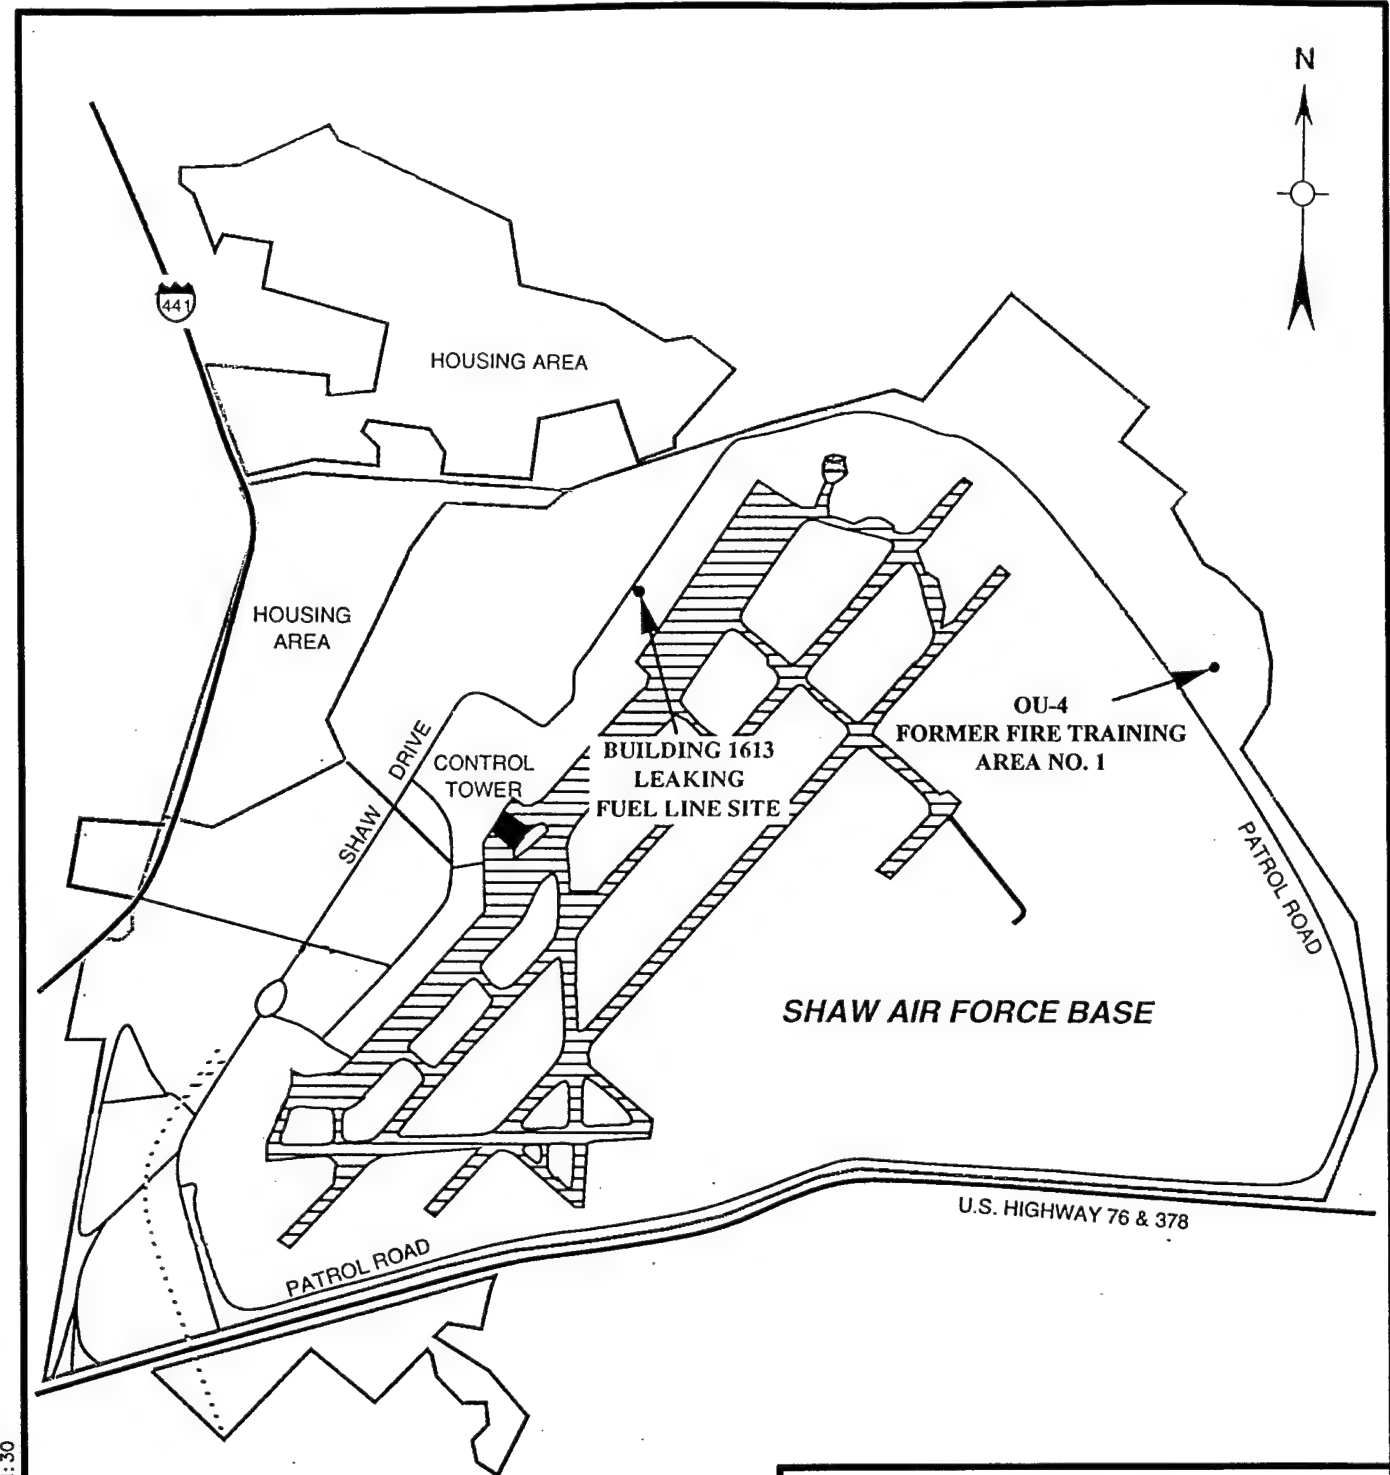 N
441
HOUSING AREA
HOUSING
AREA
OU-4
FORMER FIRE TRAINING
AREA NO. 1
SHAW DRIVE
CONTROL
TOWER
BUILDING 1613
LEAKING
FUEL LINE SITE
PATROL ROAD
SHAW AIR FORCE BASE
U.S. HIGHWAY 76 & 378
PATROL ROAD